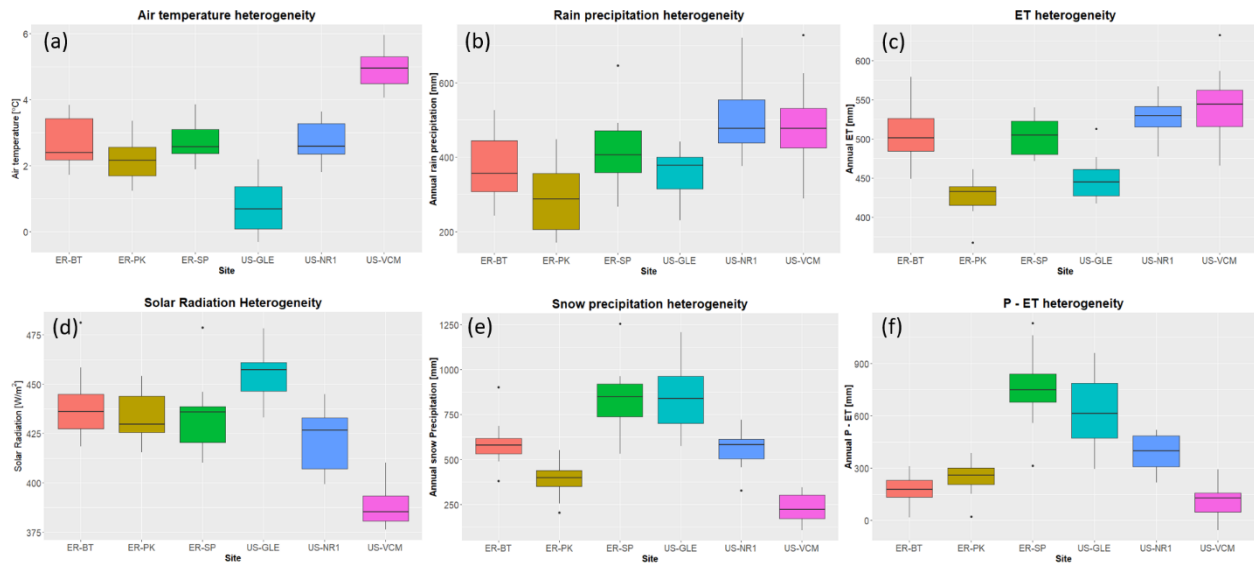 Air temperature heterogeneity
(a)
Air temperature [°C]
6
4
2
0
ER-BT ER-PK ER-SP US-GLE US-NR1 US-VCM
Site
Rain precipitation heterogeneity
(b)
Annual rain precipitation [mm]
600
400
200
ER-BT ER-PK ER-SP US-GLE US-NR1 US-VCM
Site
ET heterogeneity
(c)
Annual ET [mm]
600
550
500
450
400
ER-BT ER-PK ER-SP US-GLE US-NR1 US-VCM
Site
Solar Radiation Heterogeneity
(d)
Solar Radiation [W/m²]
475
450
425
400
375
ER-BT ER-PK ER-SP US-GLE US-NR1 US-VCM
Site
Snow precipitation heterogeneity
(e)
Annual snow Precipitation [mm]
1250
1000
750
500
250
ER-BT ER-PK ER-SP US-GLE US-NR1 US-VCM
Site
P - ET heterogeneity
(f)
Annual P - ET [mm]
900
600
300
0
ER-BT ER-PK ER-SP US-GLE US-NR1 US-VCM
Site